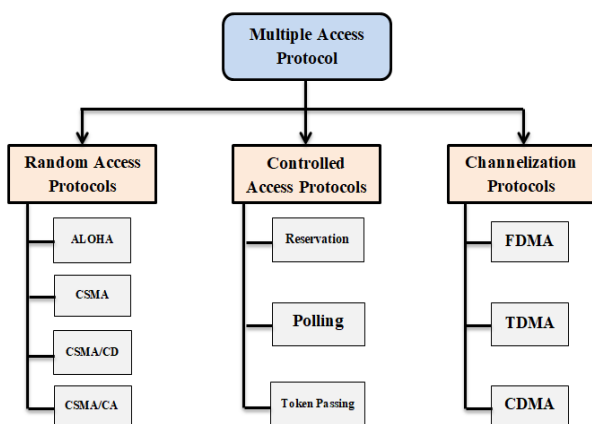 Multiple Access
Protocol
Random Access
Protocols
ALOHA
CSMA
CSMA/CD
CSMA/CA
Controlled
Access Protocols
Reservation
Polling
Token Passing
Channelization
Protocols
FDMA
TDMA
CDMA